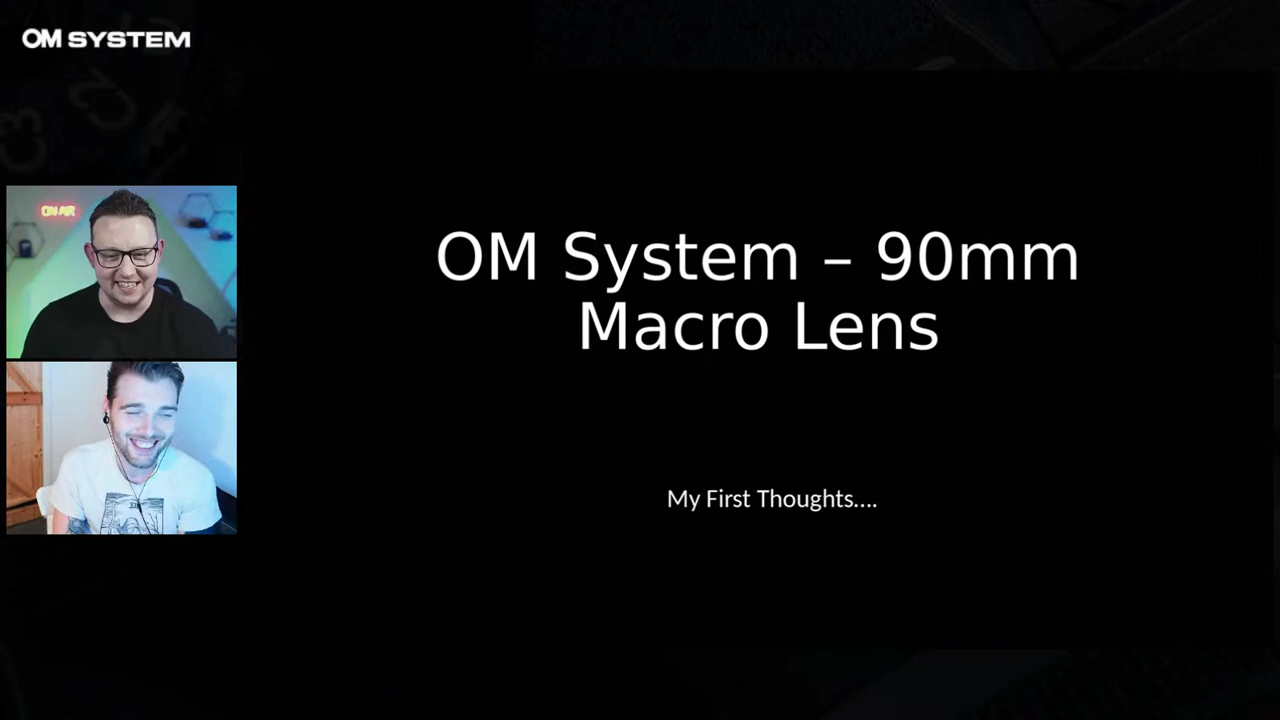 OM SYSTEM
ON AIR
OM System – 90mm
Macro Lens
My First Thoughts....